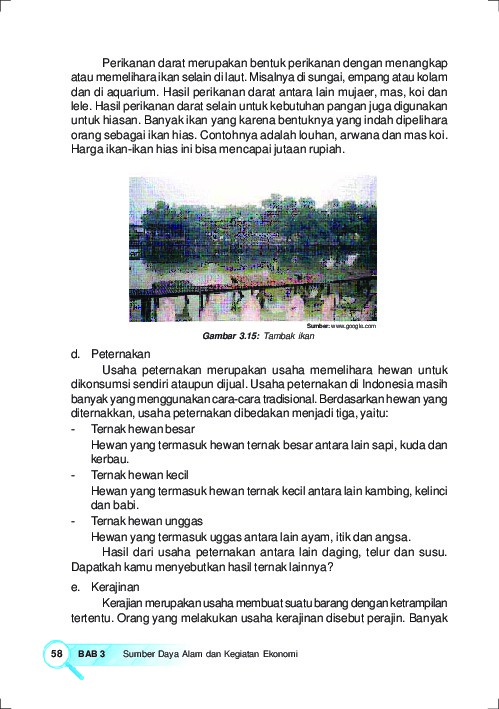 Perikanan darat merupakan bentuk perikanan dengan menangkap
atau memelihara ikan selain di laut. Misalnya di sungai, empang atau kolam
dan di aquarium. Hasil perikanan darat antara lain mujaer, mas, koi dan
lele. Hasil perikanan darat selain untuk kebutuhan pangan juga digunakan
untuk hiasan. Banyak ikan yang karena bentuknya yang indah dipelihara
orang sebagai ikan hias. Contohnya adalah louhan, arwana dan mas koi.
Harga ikan-ikan hias ini bisa mencapai jutaan rupiah.
Sumber: www.google.com
Gambar 3.15: Tambak ikan
d. Peternakan
Usaha peternakan merupakan usaha memelihara hewan untuk
dikonsumsi sendiri ataupun dijual. Usaha peternakan di Indonesia masih
banyak yang menggunakan cara-cara tradisional. Berdasarkan hewan yang
diternakkan, usaha peternakan dibedakan menjadi tiga, yaitu:
- Ternak hewan besar
Hewan yang termasuk hewan ternak besar antara lain sapi, kuda dan
kerbau.
- Ternak hewan kecil
Hewan yang termasuk hewan ternak kecil antara lain kambing, kelinci
dan babi.
- Ternak hewan unggas
Hewan yang termasuk uggas antara lain ayam, itik dan angsa.
Hasil dari usaha peternakan antara lain daging, telur dan susu.
Dapatkah kamu menyebutkan hasil ternak lainnya?
e. Kerajinan
Kerajian merupakan usaha membuat suatu barang dengan ketrampilan
tertentu. Orang yang melakukan usaha kerajinan disebut perajin. Banyak
58 BAB 3 Sumber Daya Alam dan Kegiatan Ekonomi